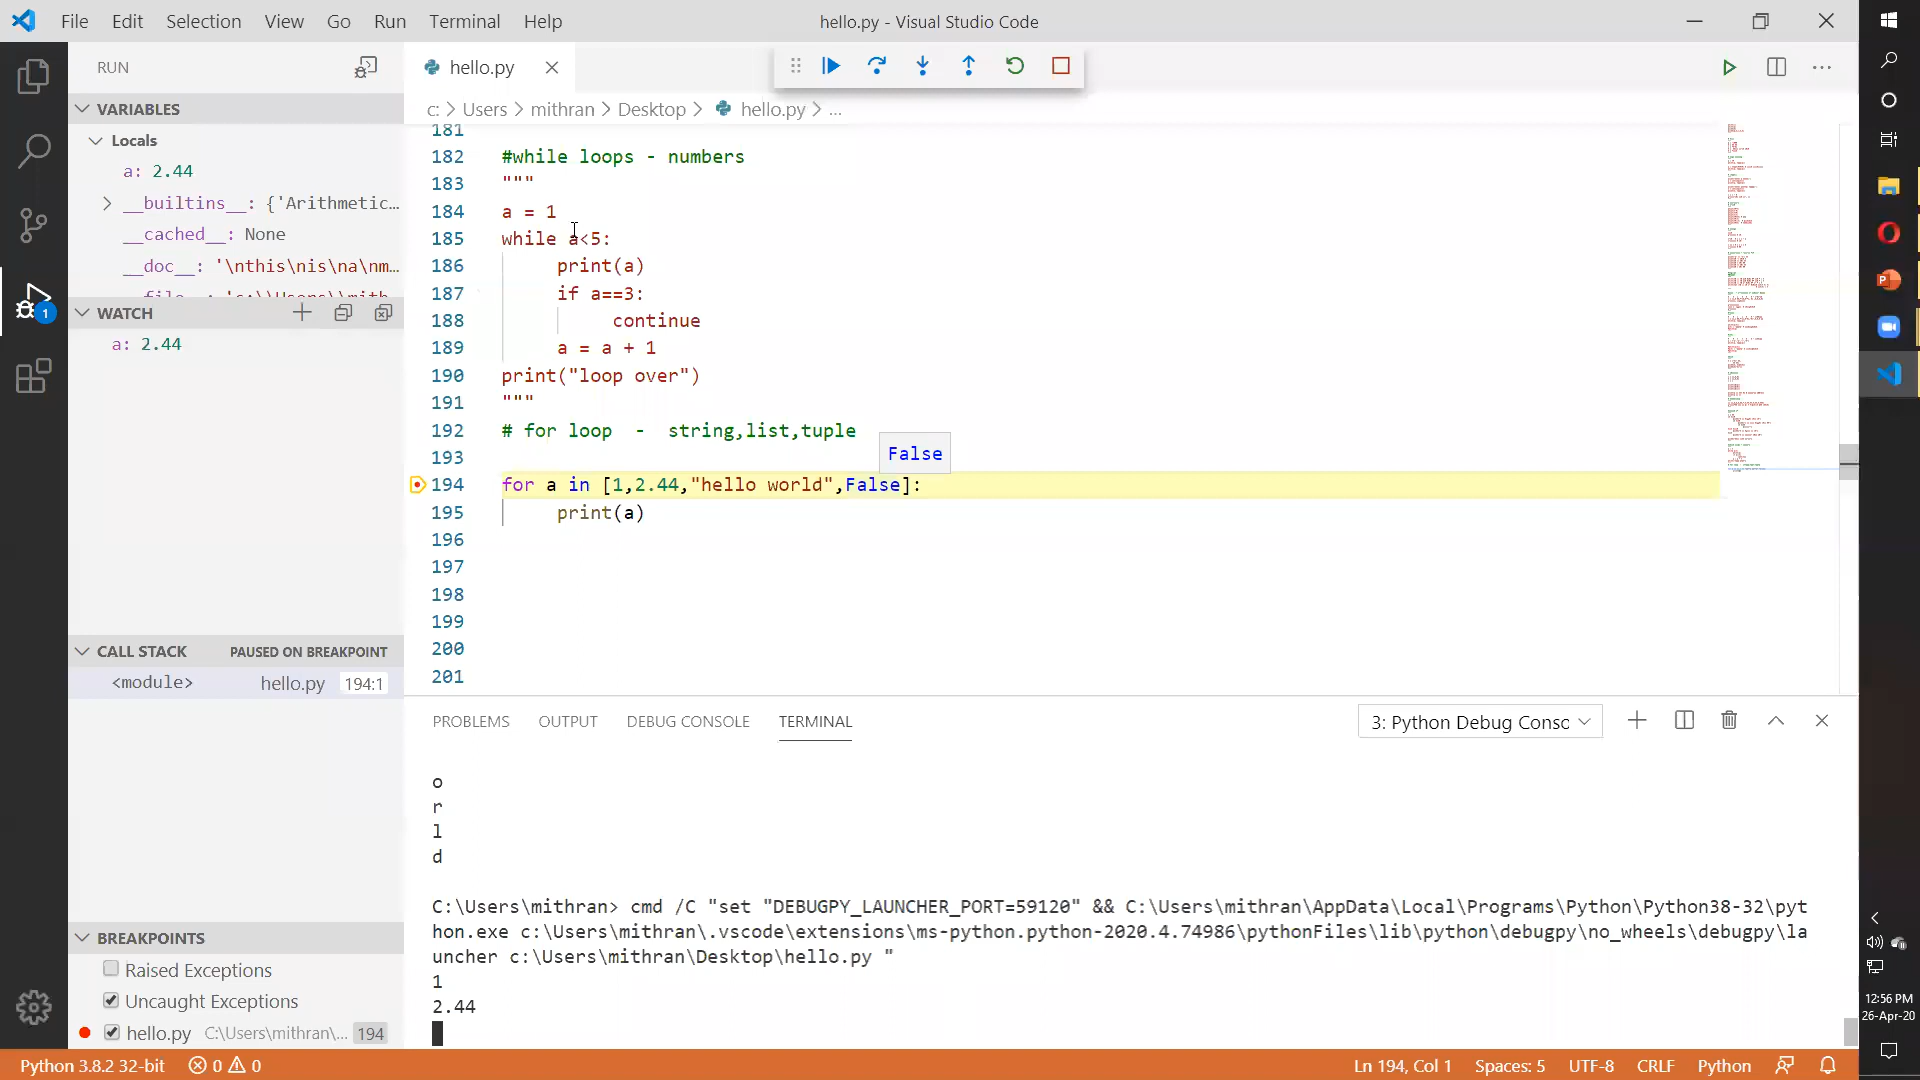 File Edit Selection View Go Run Terminal Help
hello.py - Visual Studio Code
RUN
hello.py
VARIABLES
c: > Users > mithran > Desktop > hello.py > ...
Locals
a: 2.44
__builtins__: {'Arithmetic...
__cached__: None
__doc__: '\nthis\nis\na\nm...
WATCH
a: 2.44
CALL STACK PAUSED ON BREAKPOINT
<module> hello.py 194:1
BREAKPOINTS
Raised Exceptions
Uncaught Exceptions
hello.py C:\Users\mithran\... 194
1
181
182 #while loops - numbers
183 """
184 a = 1
185 while a<5:
186 print(a)
187 if a==3:
188 continue
189 a = a + 1
190 print("loop over")
191 """
192 # for loop - string,list,tuple
193
False
194 for a in [1,2.44,"hello world",False]:
195 print(a)
196
197
198
199
200
201
PROBLEMS OUTPUT DEBUG CONSOLE TERMINAL
3: Python Debug Consc
o
r
l
d
C:\Users\mithran> cmd /C "set "DEBUGPY_LAUNCHER_PORT=59120" && C:\Users\mithran\AppData\Local\Programs\Python\Python38-32\pyt
hon.exe c:\Users\mithran\.vscode\extensions\ms-python.python-2020.4.74986\pythonFiles\lib\python\debugpy\no_wheels\debugpy\la
uncher c:\Users\mithran\Desktop\hello.py "
1
2.44
Python 3.8.2 32-bit 0 0
Ln 194, Col 1 Spaces: 5 UTF-8 CRLF Python
12:56 PM
26-Apr-20